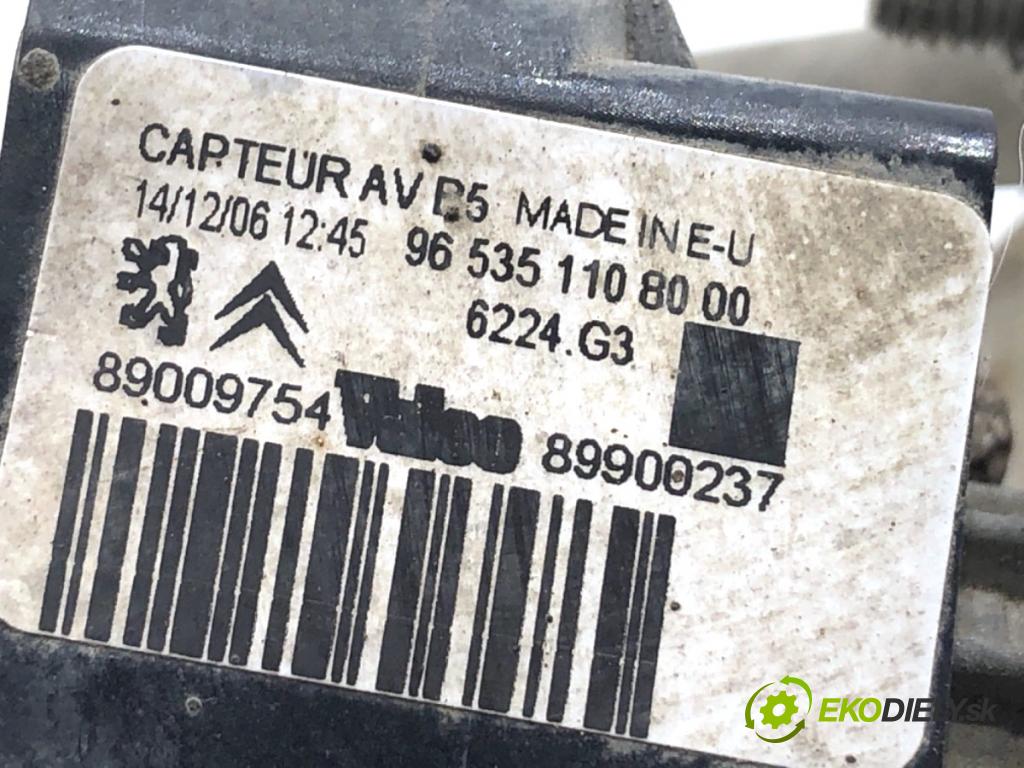 CAPTEUR AV B5 MADE IN E-U
14/12/06 12:45 96 535 110 80 00
6224.G3
89009754 Valeo 89900237
EKODIELY.sk